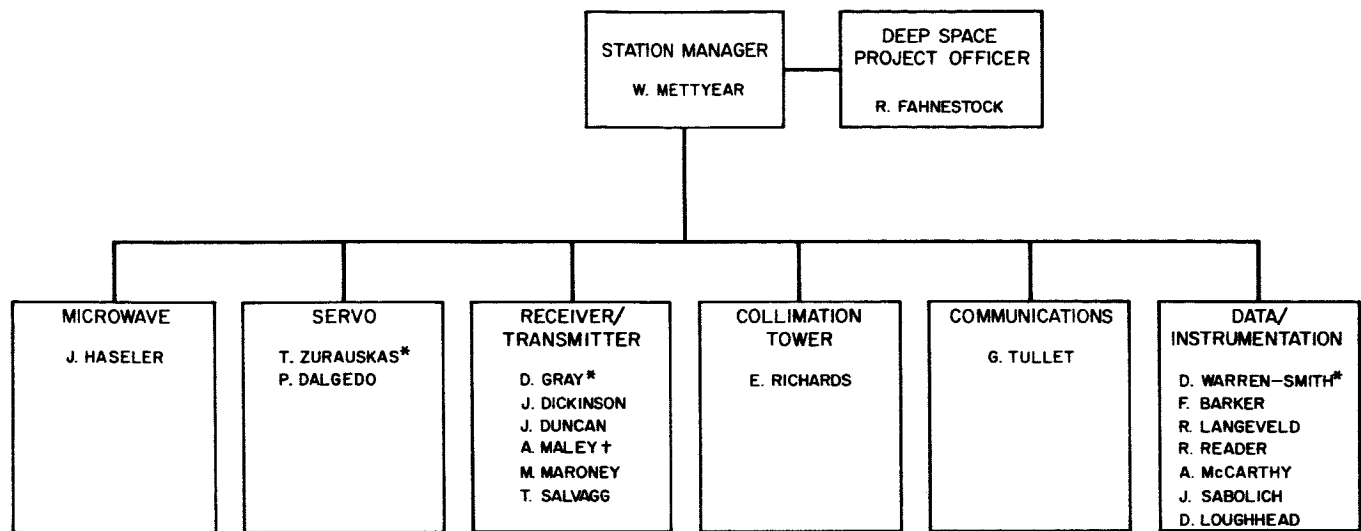 STATION MANAGER
W. METTYEAR
DEEP SPACE
PROJECT OFFICER
R. FAHNESTOCK
MICROWAVE
J. HASELER
SERVO
T. ZURAUSKAS*
P. DALGEDO
RECEIVER/
TRANSMITTER
D. GRAY*
J. DICKINSON
J. DUNCAN
A. MALEY†
M. MARONEY
T. SALVAGG
COLLIMATION
TOWER
E. RICHARDS
COMMUNICATIONS
G. TULLET
DATA/
INSTRUMENTATION
D. WARREN-SMITH*
F. BARKER
R. LANGEVELD
R. READER
A. McCARTHY
J. SABOLICH
D. LOUGHHEAD